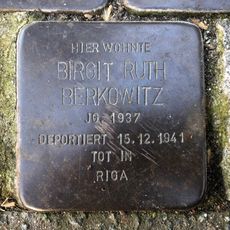 HIER WOHNTE
BIRGIT RUTH
BERKOWITZ
JG. 1937
DEPORTIERT 15.12.1941
TOT IN
RIGA